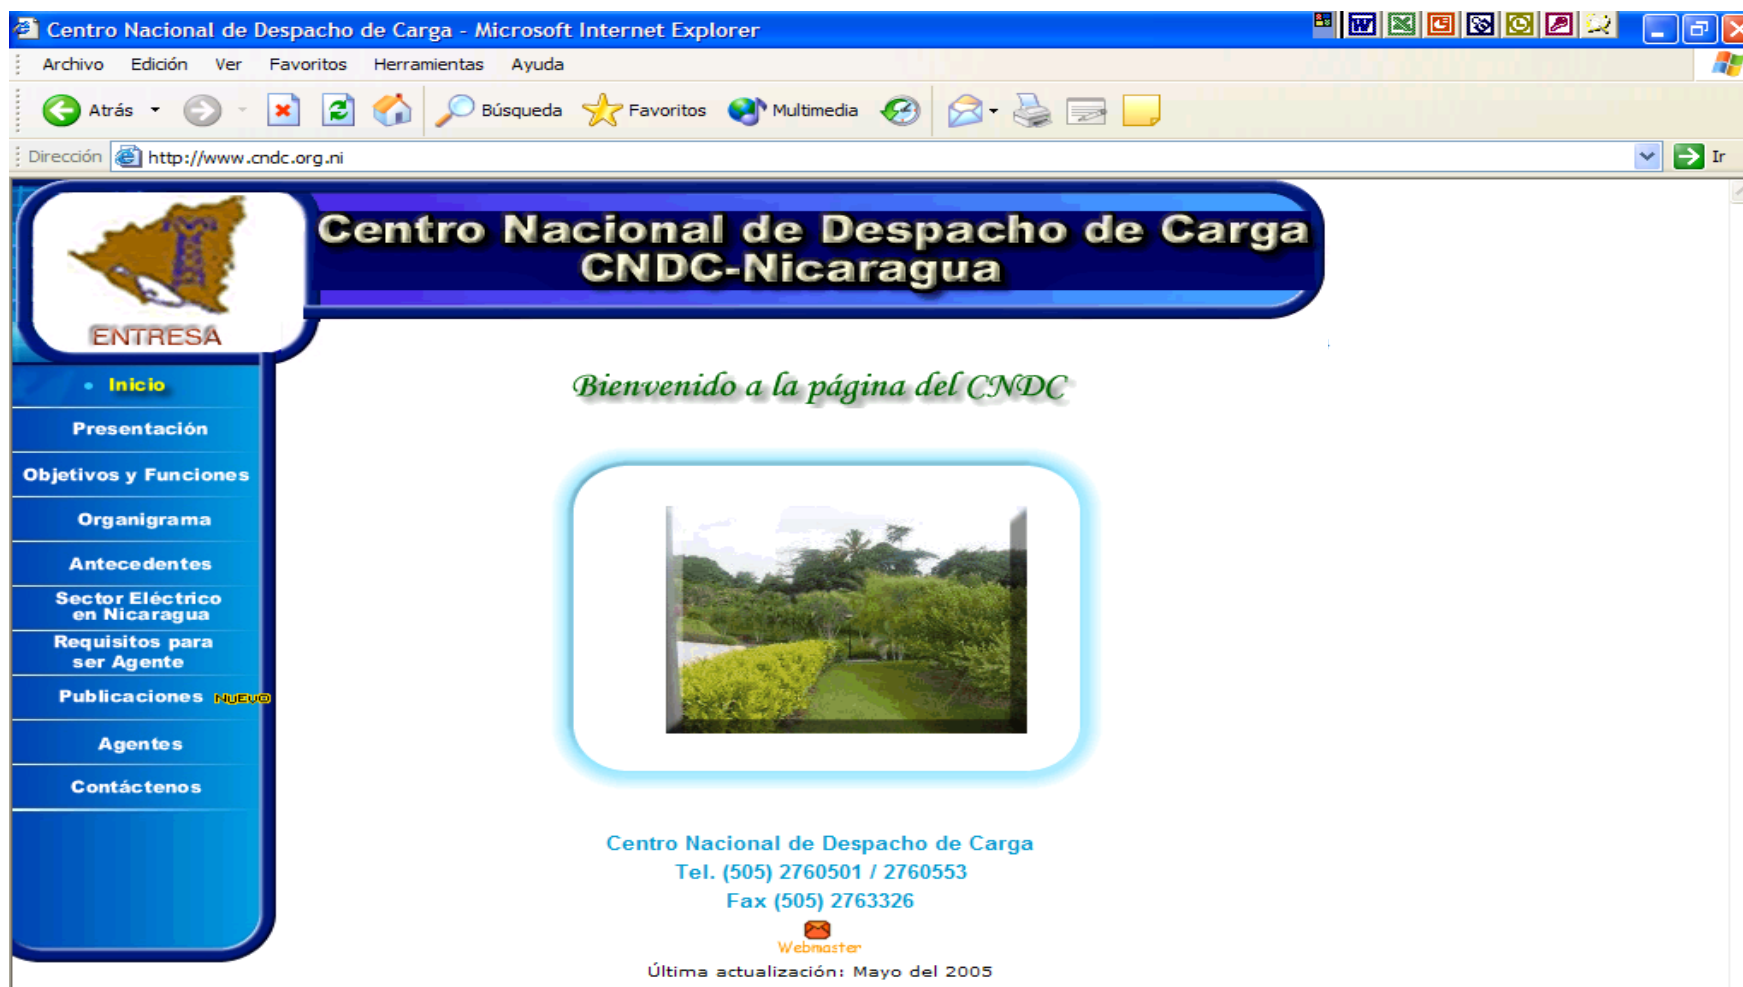 Centro Nacional de Despacho de Carga - Microsoft Internet Explorer
Archivo Edición Ver Favoritos Herramientas Ayuda
Atrás Búsqueda Favoritos Multimedia
Dirección http://www.cndc.org.ni Ir
Centro Nacional de Despacho de Carga
CNDC-Nicaragua
ENTRESA
Inicio
Presentación
Objetivos y Funciones
Organigrama
Antecedentes
Sector Eléctrico
en Nicaragua
Requisitos para
ser Agente
Publicaciones NUEVO
Agentes
Contáctenos
Bienvenido a la página del CNDC
Centro Nacional de Despacho de Carga
Tel. (505) 2760501 / 2760553
Fax (505) 2763326
Webmaster
Última actualización: Mayo del 2005